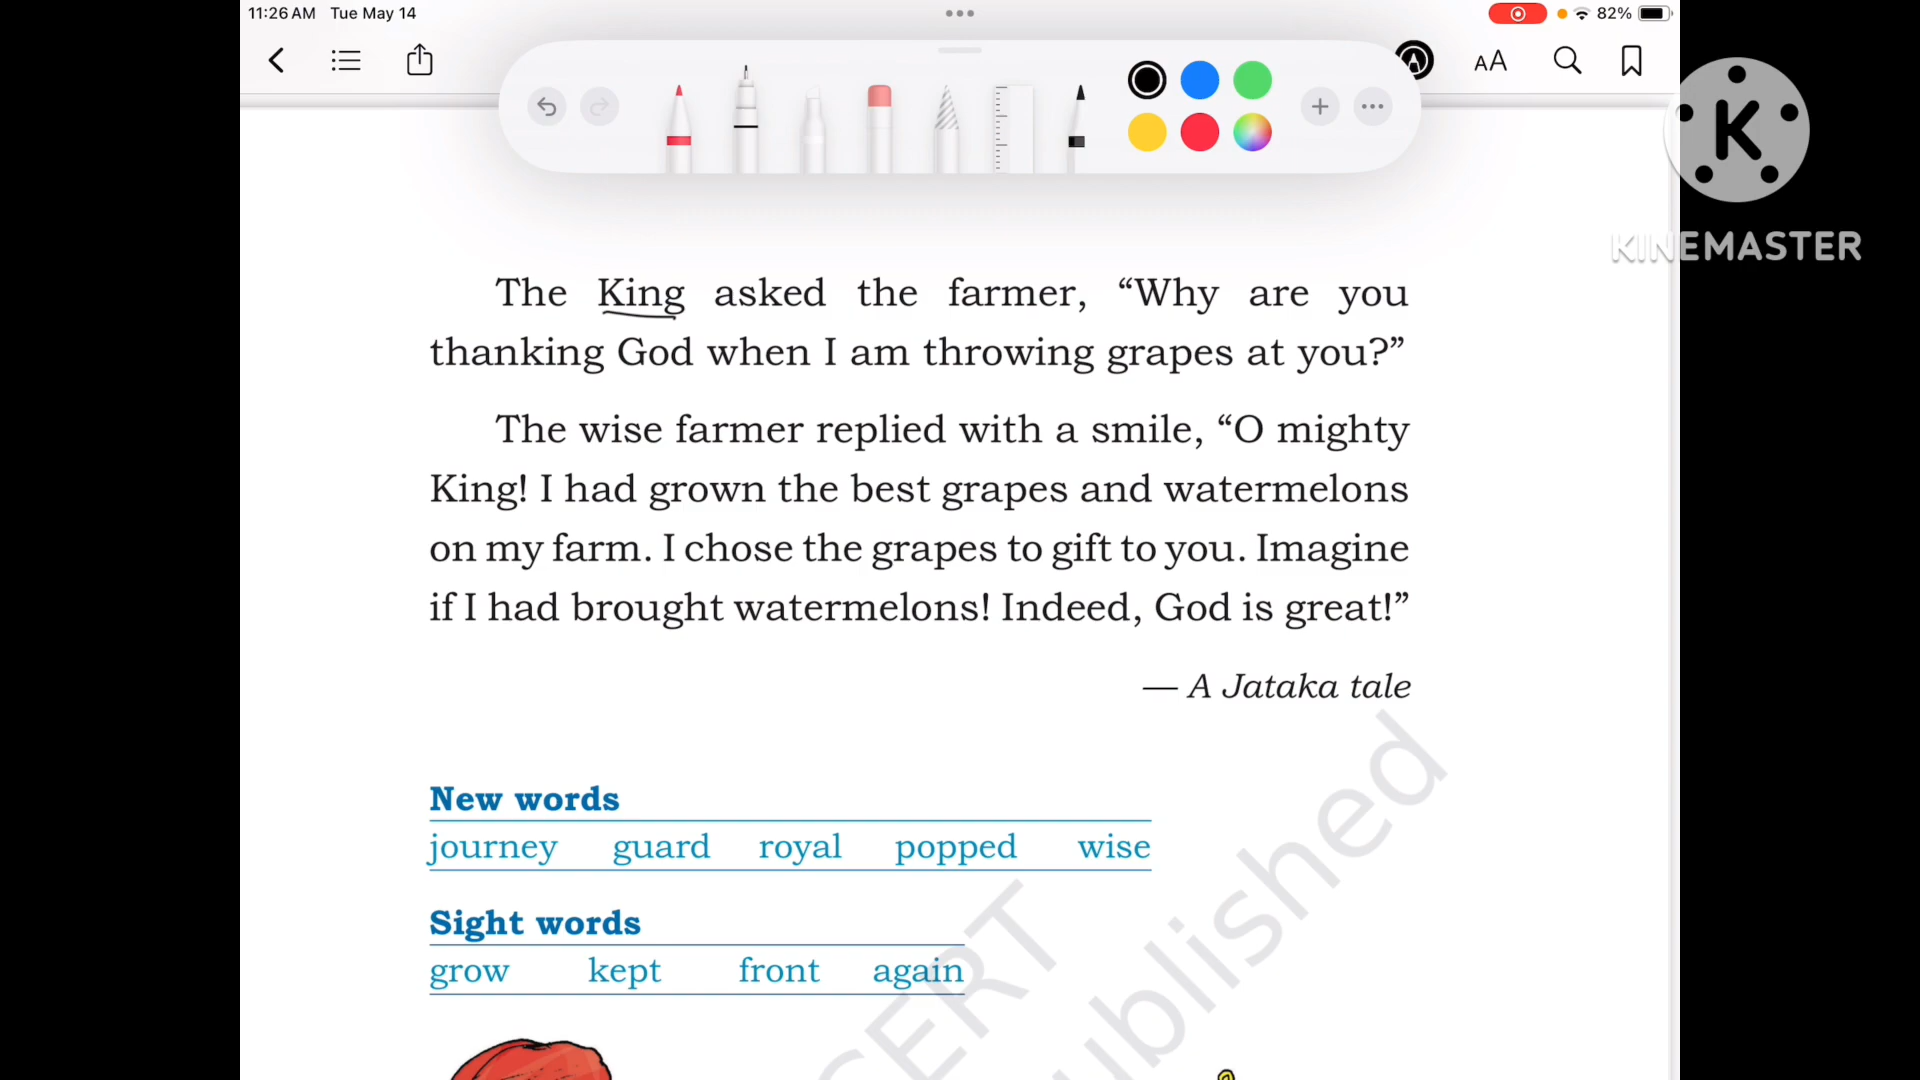 11:26 AM Tue May 14
82%
AA
K
KINEMASTER
The King asked the farmer, “Why are you
thanking God when I am throwing grapes at you?”
The wise farmer replied with a smile, “O mighty
King! I had grown the best grapes and watermelons
on my farm. I chose the grapes to gift to you. Imagine
if I had brought watermelons! Indeed, God is great!”
— A Jataka tale
New words
journey guard royal popped wise
Sight words
grow kept front again